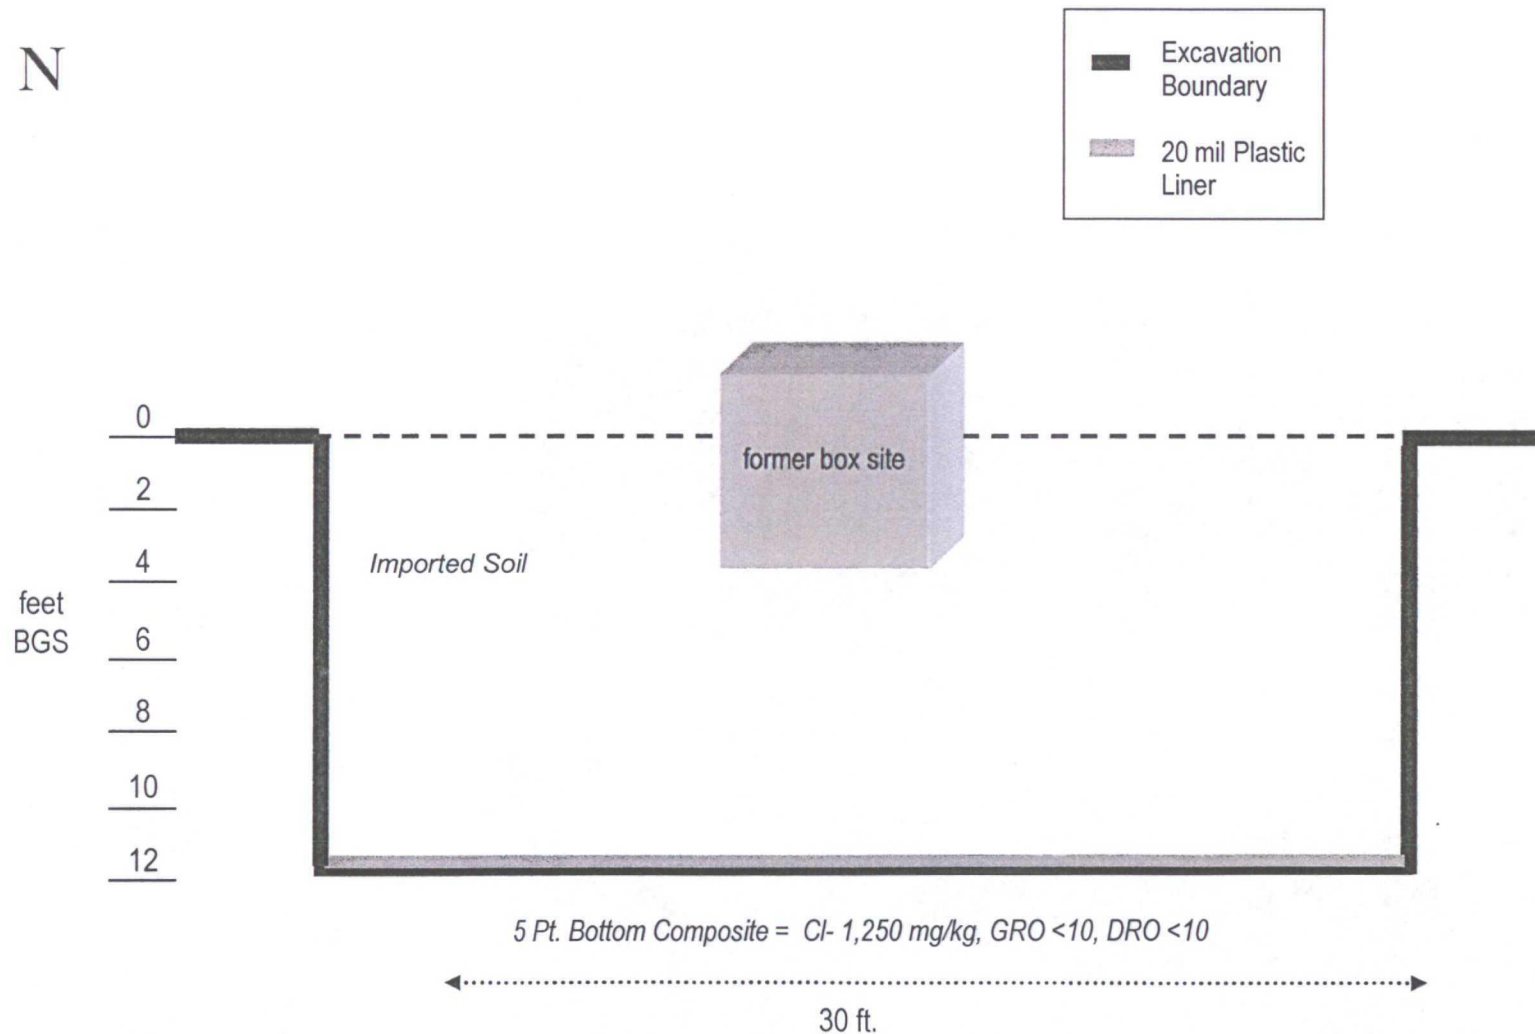 N
Excavation
Boundary
20 mil Plastic
Liner
0
former box site
2
Imported Soil
4
feet
BGS
6
8
10
12
5 Pt. Bottom Composite = Cl- 1,250 mg/kg, GRO <10, DRO <10
30 ft.